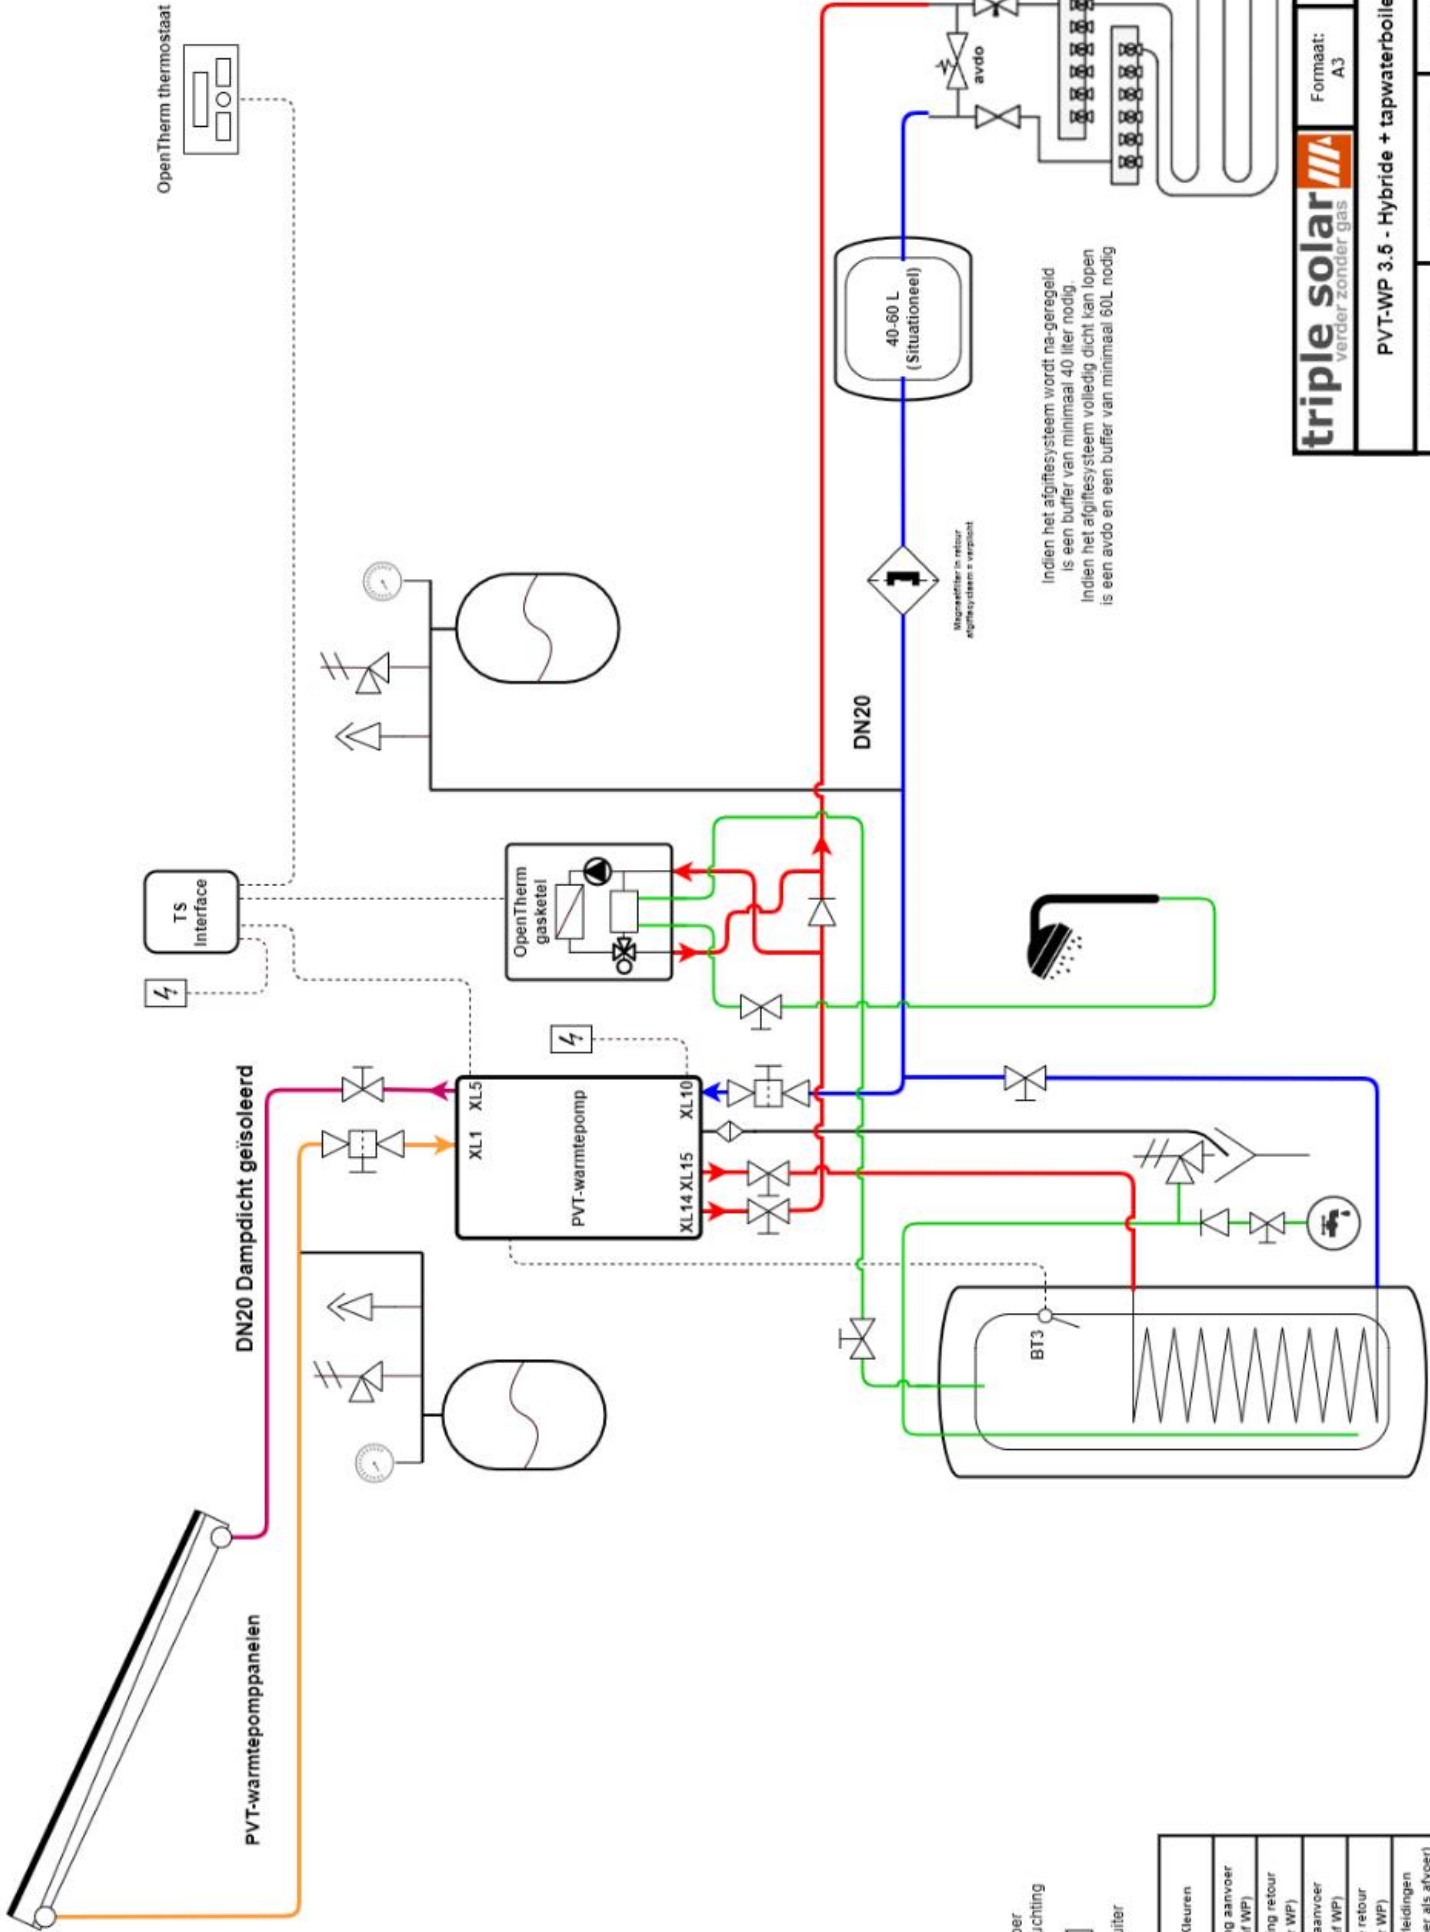 OpenTherm thermostaat
TS
Interface
DN20 Dampdicht geïsoleerd
PVT-warmtepomppanelen
OpenTherm
gasketel
XL1
XL5
PVT-warmtepomp
XL14
XL15
XL10
DN20
BT3
Magneetfilter in retour
afgiftesysteem = verplicht
40-60 L
(Situationeel)
avdo
Indien het afgiftesysteem wordt na-geregeld
is een buffer van minimaal 40 liter nodig.
Indien het afgiftesysteem volledig dicht kan lopen
is een avdo en een buffer van minimaal 60L nodig
triple solar
verder zonder gas
Formaat:
A3
PVT-WP 3.5 - Hybride + tapwaterboile